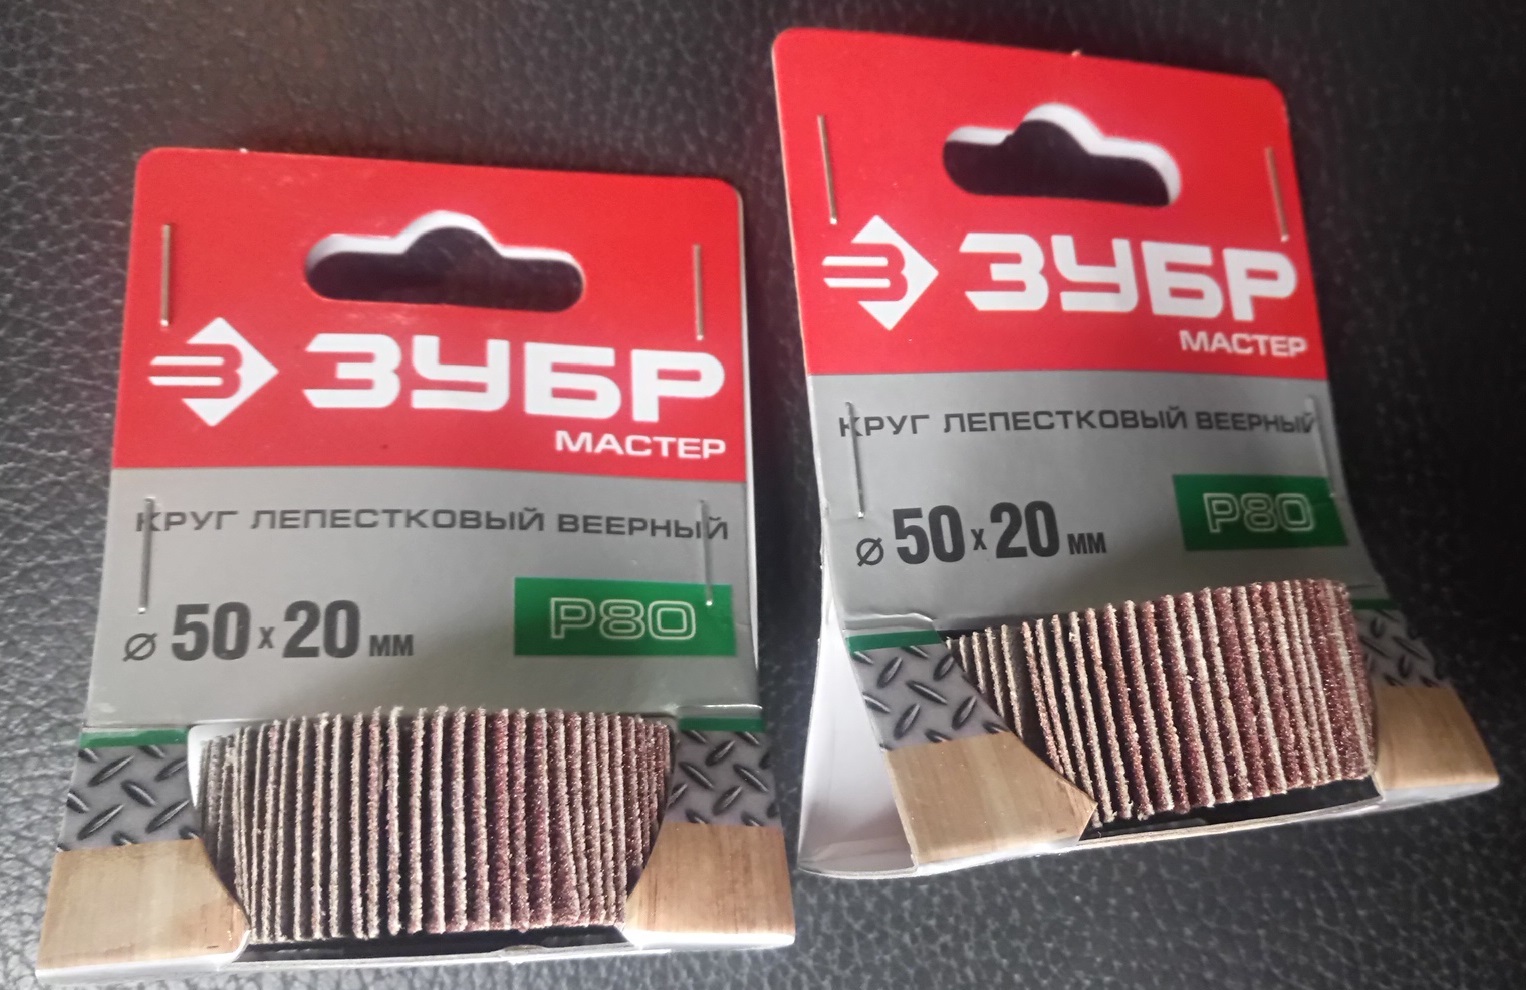 ЗУБР
МАСТЕР
КРУГ ЛЕПЕСТКОВЫЙ ВЕЕРНЫЙ
ø 50 x 20 мм
P80
ЗУБР
МАСТЕР
КРУГ ЛЕПЕСТКОВЫЙ ВЕЕРНЫЙ
ø 50 x 20 мм
P80